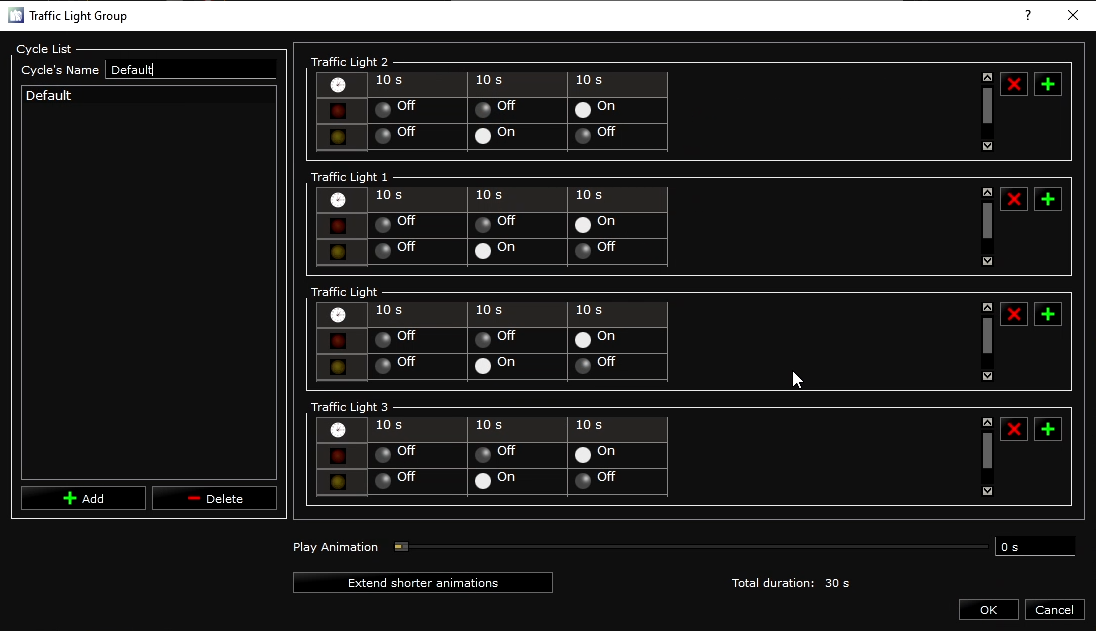 Traffic Light Group
?
Cycle List
Cycle's Name Default
Default
Add Delete
Traffic Light 2
10 s 10 s 10 s
Off Off On
Off On Off
Traffic Light 1
10 s 10 s 10 s
Off Off On
Off On Off
Traffic Light
10 s 10 s 10 s
Off Off On
Off On Off
Traffic Light 3
10 s 10 s 10 s
Off Off On
Off On Off
Play Animation 0 s
Extend shorter animations Total duration: 30 s
OK Cancel